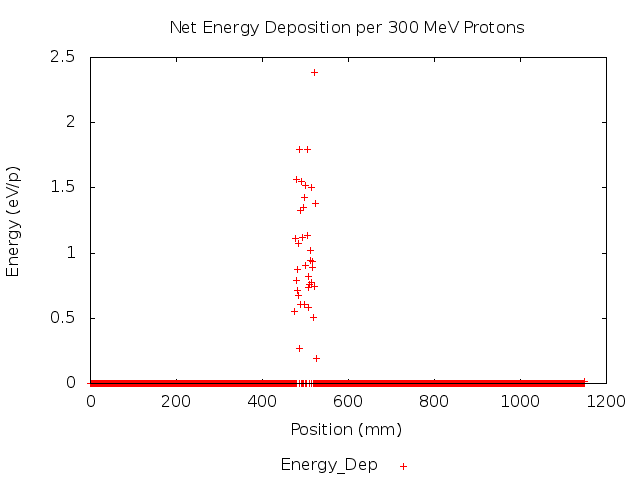 Net Energy Deposition per 300 MeV Protons
2.5
2
1.5
1
0.5
0
Energy (eV/p)
0 200 400 600 800 1000 1200
Position (mm)
Energy_Dep